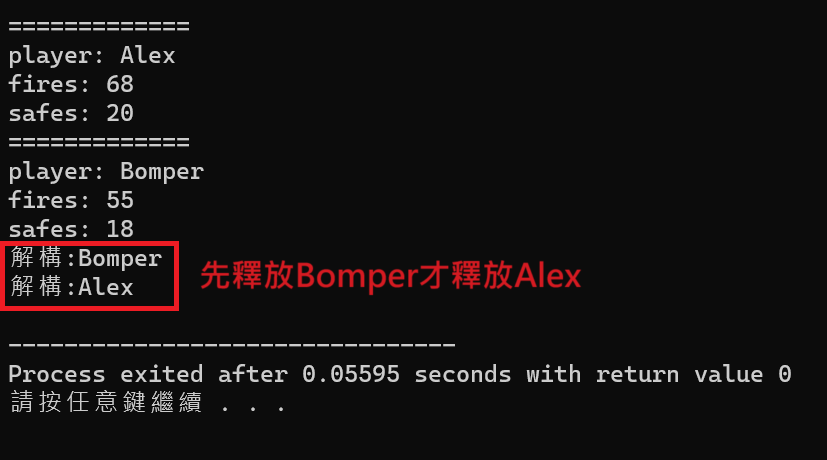 =============
player: Alex
fires: 68
safes: 20
=============
player: Bomper
fires: 55
safes: 18
解構:Bomper
解構:Alex
先釋放Bomper才釋放Alex
--------------------------------
Process exited after 0.05595 seconds with return value 0
請按任意鍵繼續 . . .